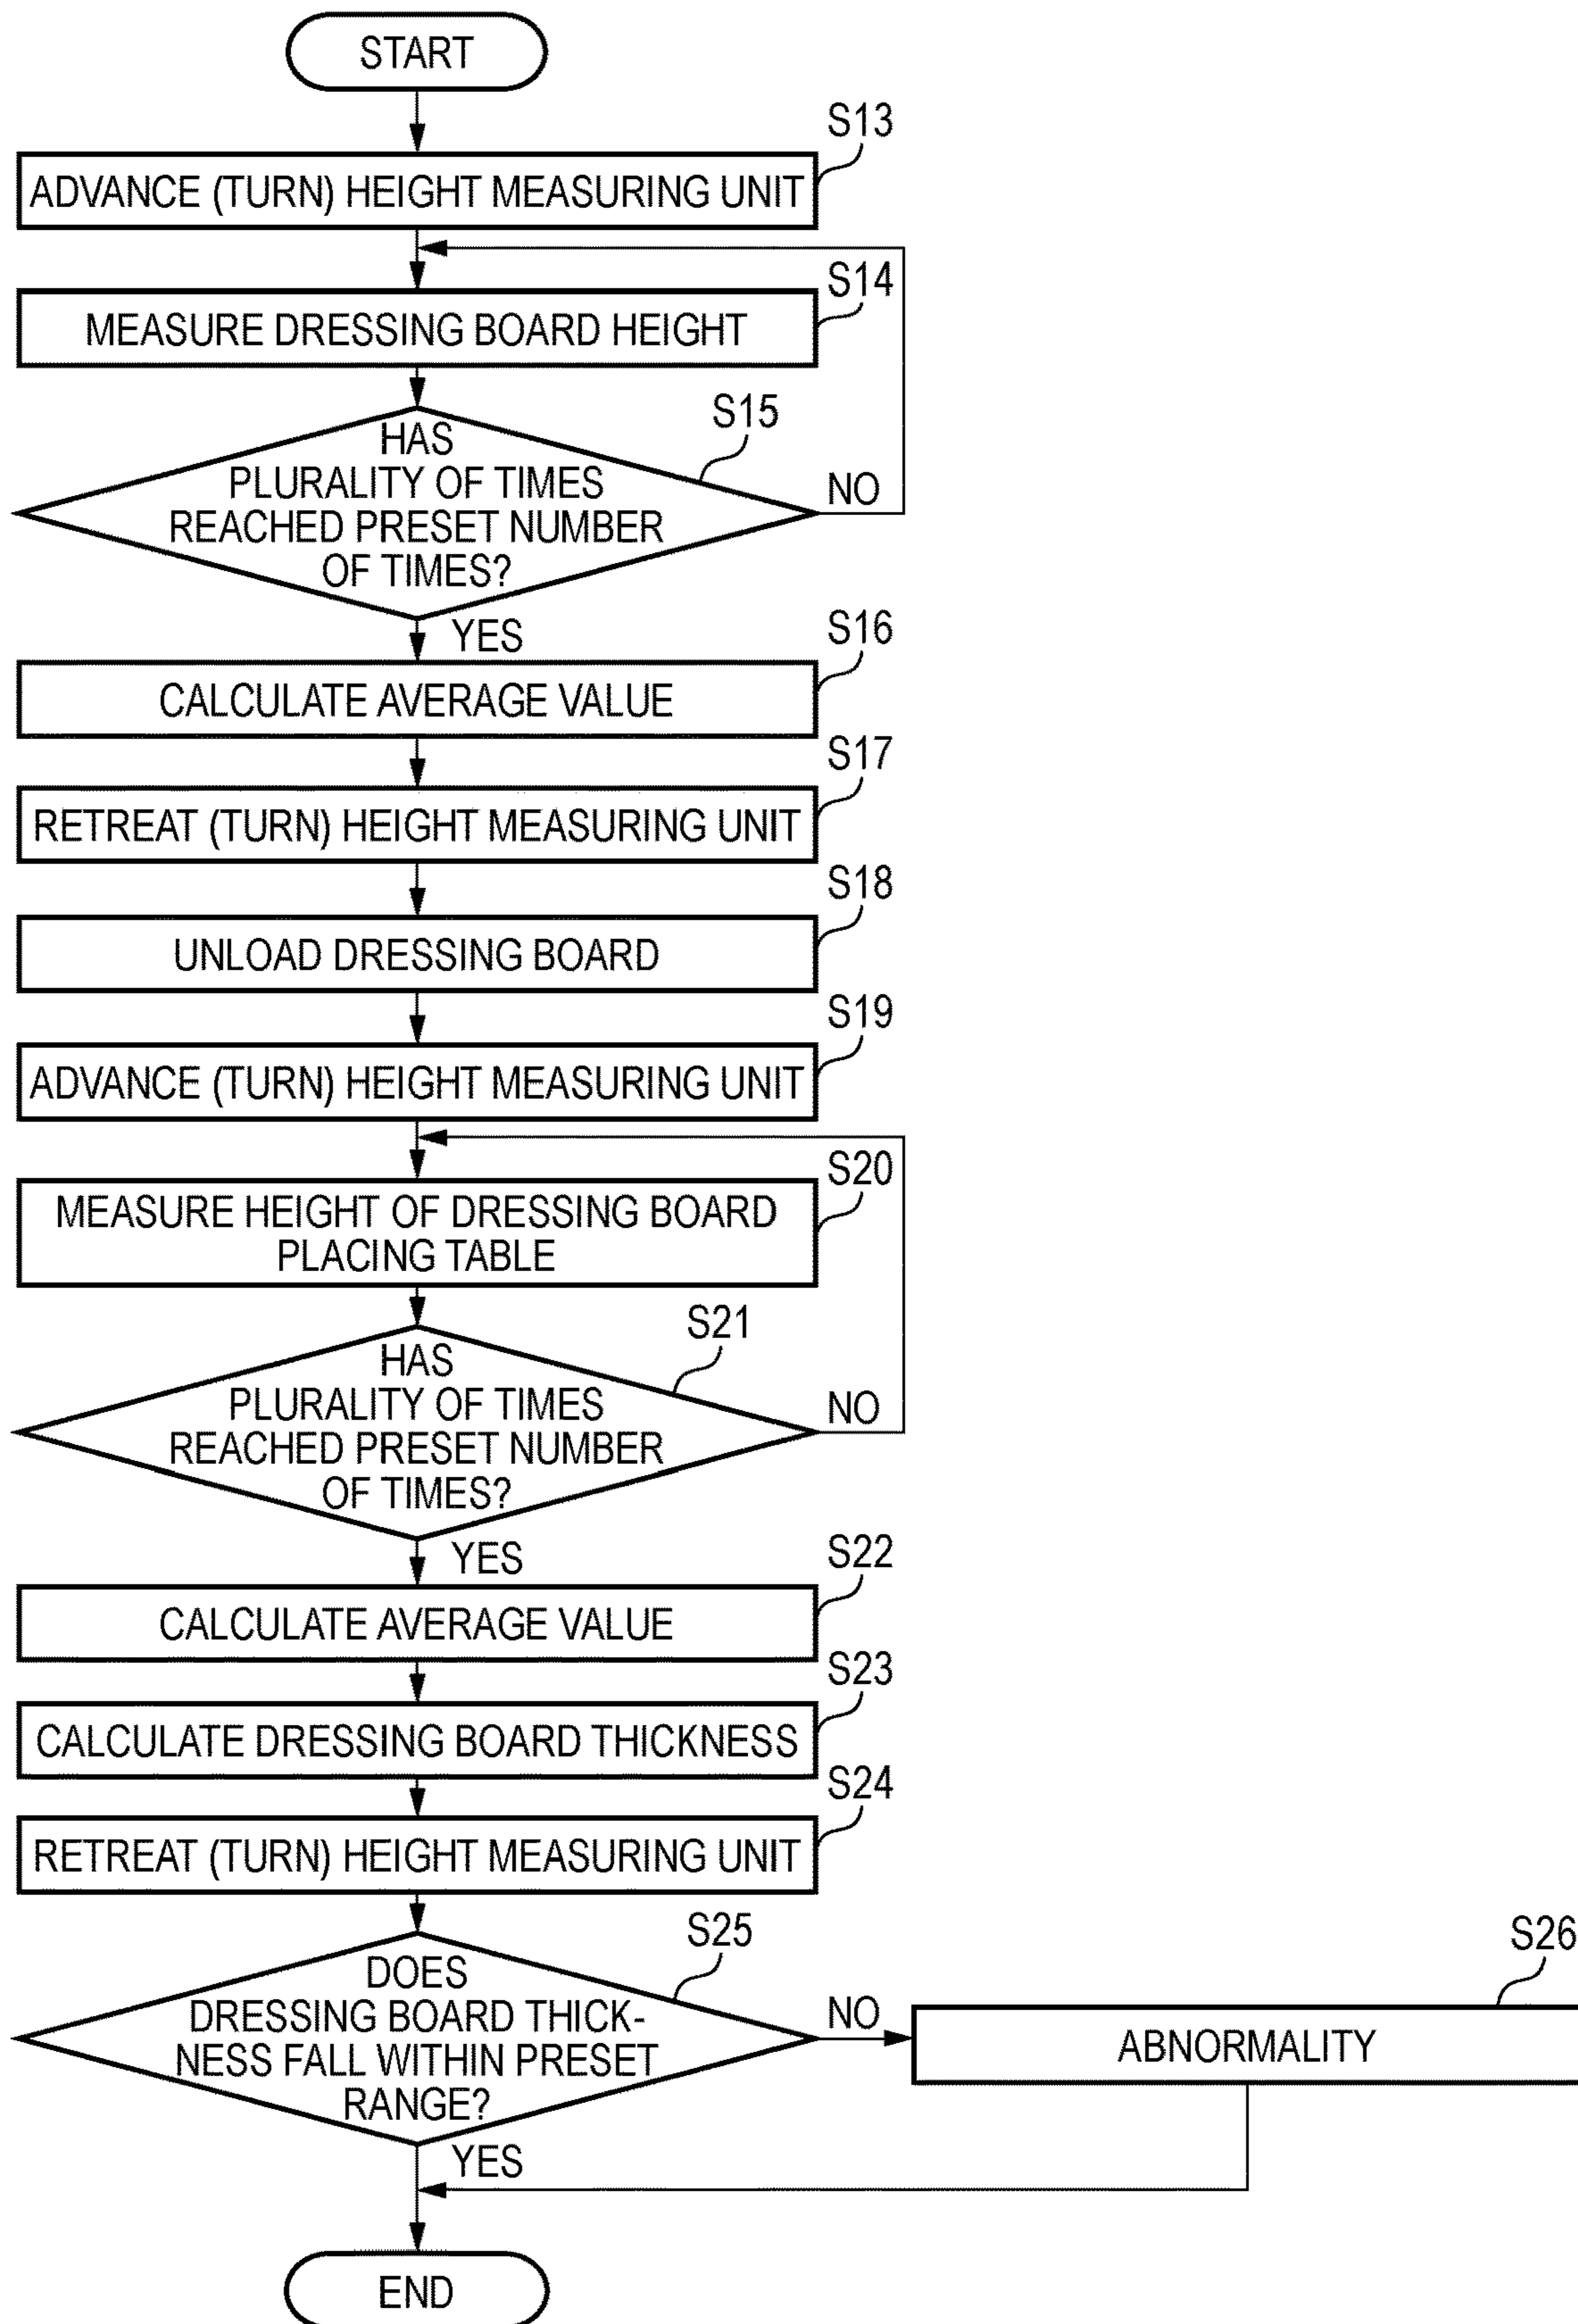 START
S13
ADVANCE (TURN) HEIGHT MEASURING UNIT
S14
MEASURE DRESSING BOARD HEIGHT
S15
HAS
PLURALITY OF TIMES
REACHED PRESET NUMBER
OF TIMES?
NO
YES
S16
CALCULATE AVERAGE VALUE
S17
RETREAT (TURN) HEIGHT MEASURING UNIT
S18
UNLOAD DRESSING BOARD
S19
ADVANCE (TURN) HEIGHT MEASURING UNIT
S20
MEASURE HEIGHT OF DRESSING BOARD
PLACING TABLE
S21
HAS
PLURALITY OF TIMES
REACHED PRESET NUMBER
OF TIMES?
NO
YES
S22
CALCULATE AVERAGE VALUE
S23
CALCULATE DRESSING BOARD THICKNESS
S24
RETREAT (TURN) HEIGHT MEASURING UNIT
S25
DOES
DRESSING BOARD THICK-
NESS FALL WITHIN PRESET
RANGE?
NO
S26
ABNORMALITY
YES
END